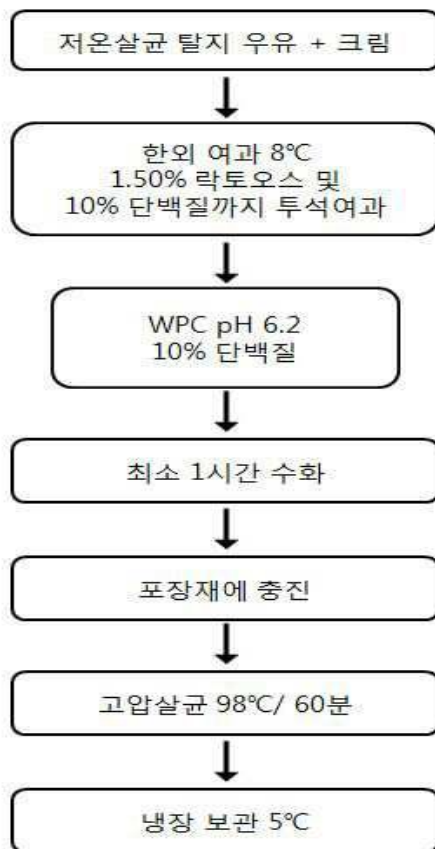 저온살균 탈지 우유 + 크림
한외 여과 8℃
1.50% 락토오스 및
10% 단백질까지 투석여과
WPC pH 6.2
10% 단백질
최소 1시간 수화
포장재에 충진
고압살균 98℃/ 60분
냉장 보관 5℃